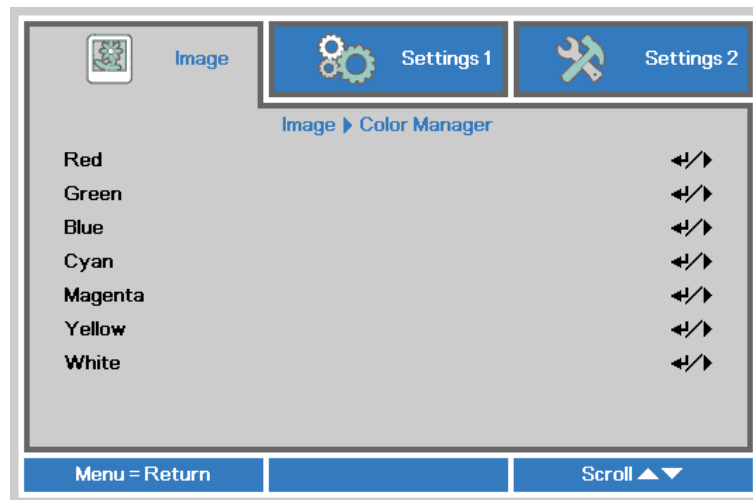 Image
Settings 1
Settings 2
Image ▶ Color Manager
Red ↵/▶
Green ↵/▶
Blue ↵/▶
Cyan ↵/▶
Magenta ↵/▶
Yellow ↵/▶
White ↵/▶
Menu = Return
Scroll ▲▼